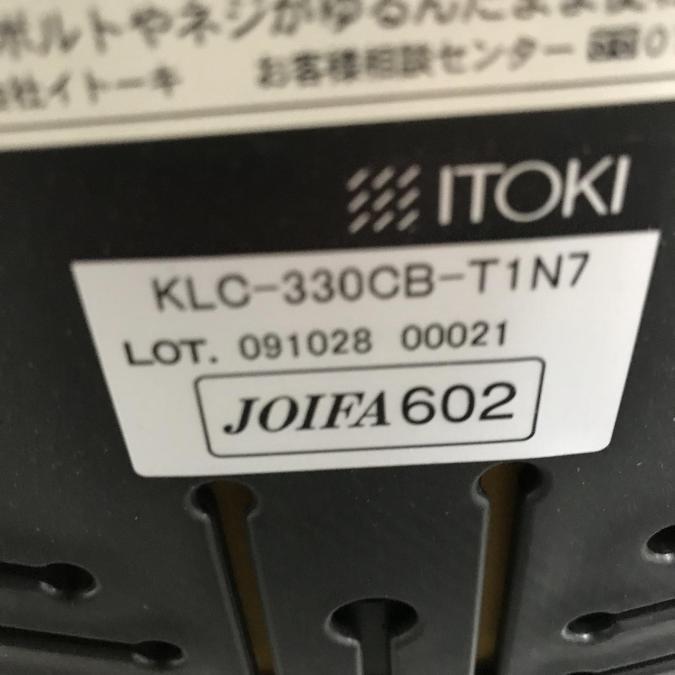 ボルトやネジがゆるんだまま使
社イトーキ お客様相談センター 0
ITOKI
KLC-330CB-T1N7
LOT. 091028 00021
JOIFA 602